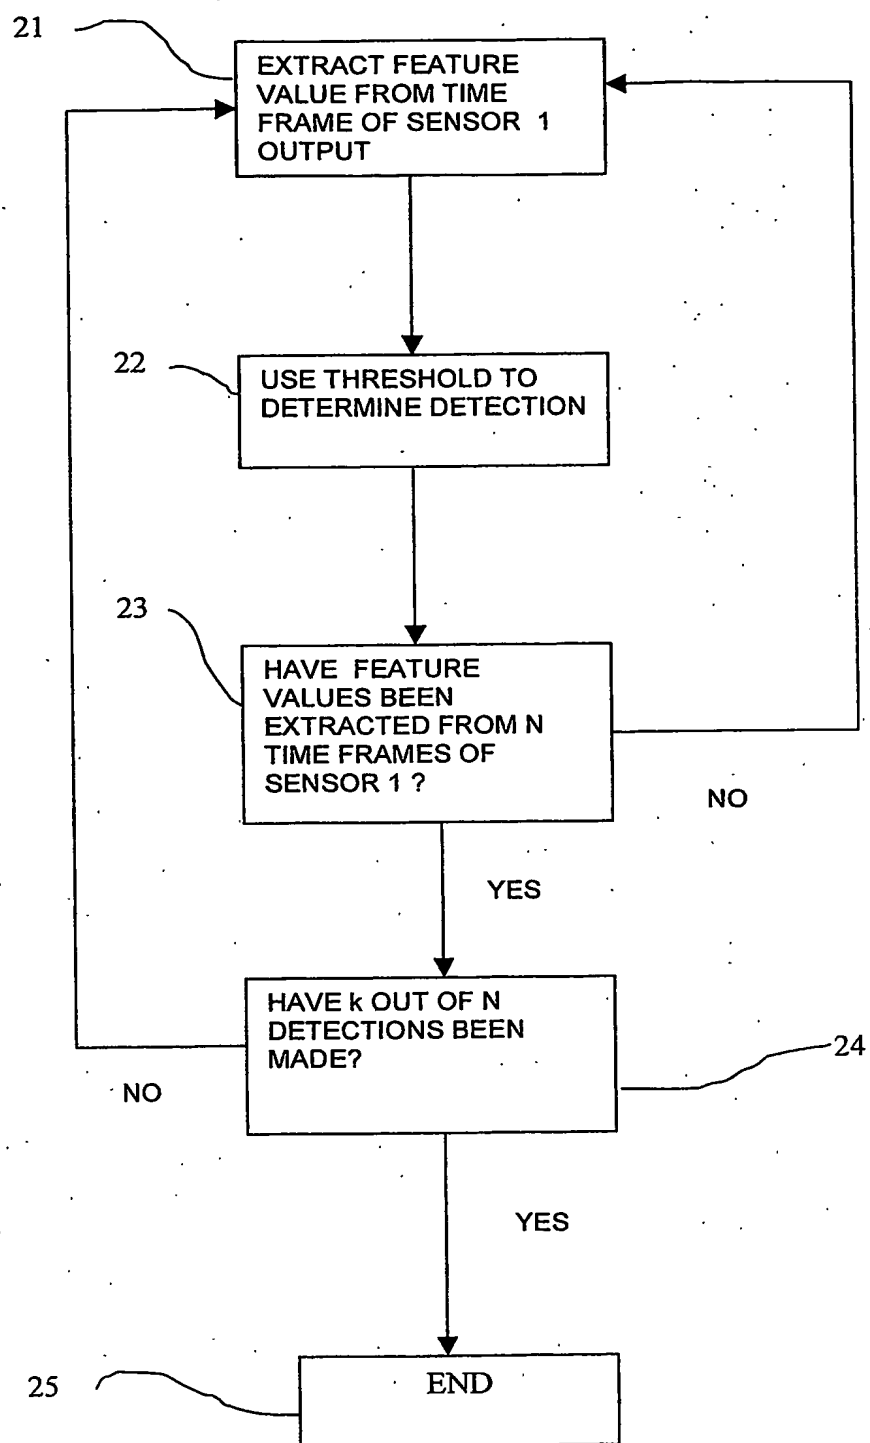 21
EXTRACT FEATURE
VALUE FROM TIME
FRAME OF SENSOR 1
OUTPUT
22
USE THRESHOLD TO
DETERMINE DETECTION
23
HAVE FEATURE
VALUES BEEN
EXTRACTED FROM N
TIME FRAMES OF
SENSOR 1 ?
NO
YES
HAVE k OUT OF N
DETECTIONS BEEN
MADE?
24
NO
YES
25
END